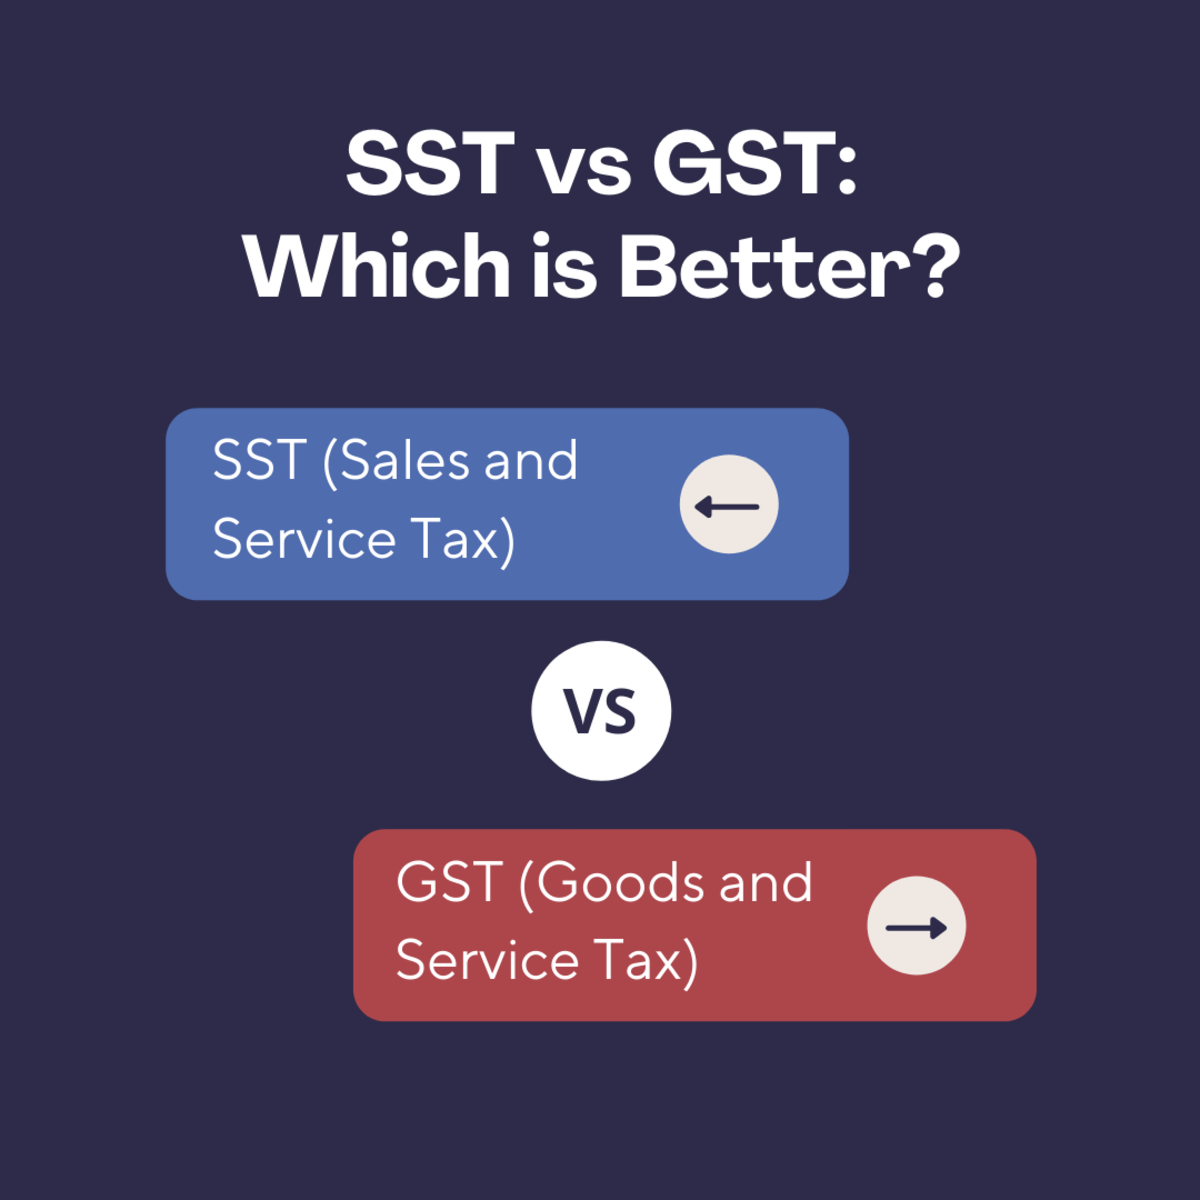 SST vs GST:
Which is Better?
SST (Sales and
Service Tax)
VS
GST (Goods and
Service Tax)